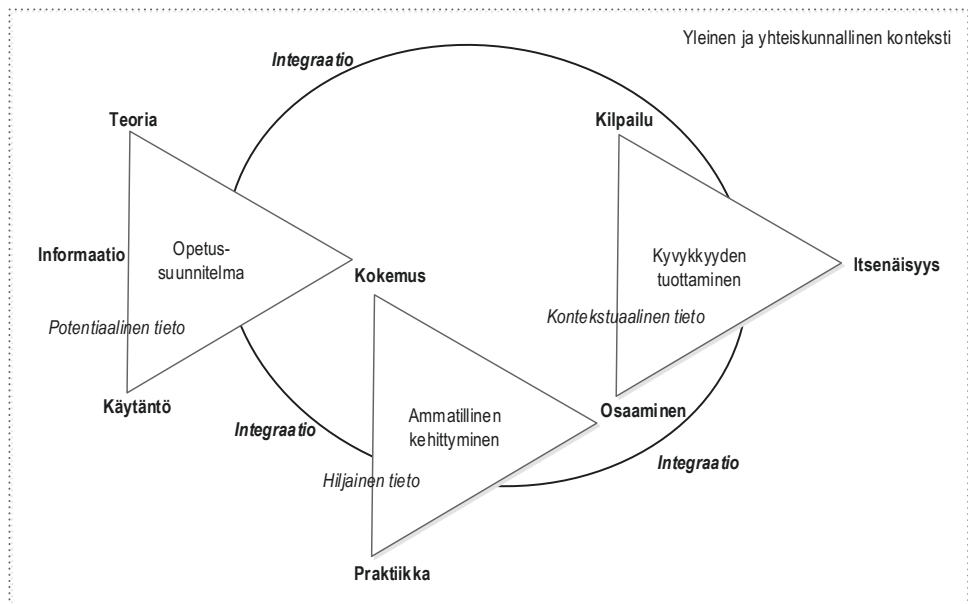 Yleinen ja yhteiskunnallinen konteksti
Integraatio
Teoria
Kilpailu
Informaatio
Opetus-
suunnitelma
Kokemus
Kyvykkyyden
tuottaminen
Itsenäisyys
Potentiaalinen tieto
Kontekstuaalinen tieto
Käytäntö
Osaaminen
Integraatio
Ammatillinen
kehittyminen
Integraatio
Hiljainen tieto
Praktiikka